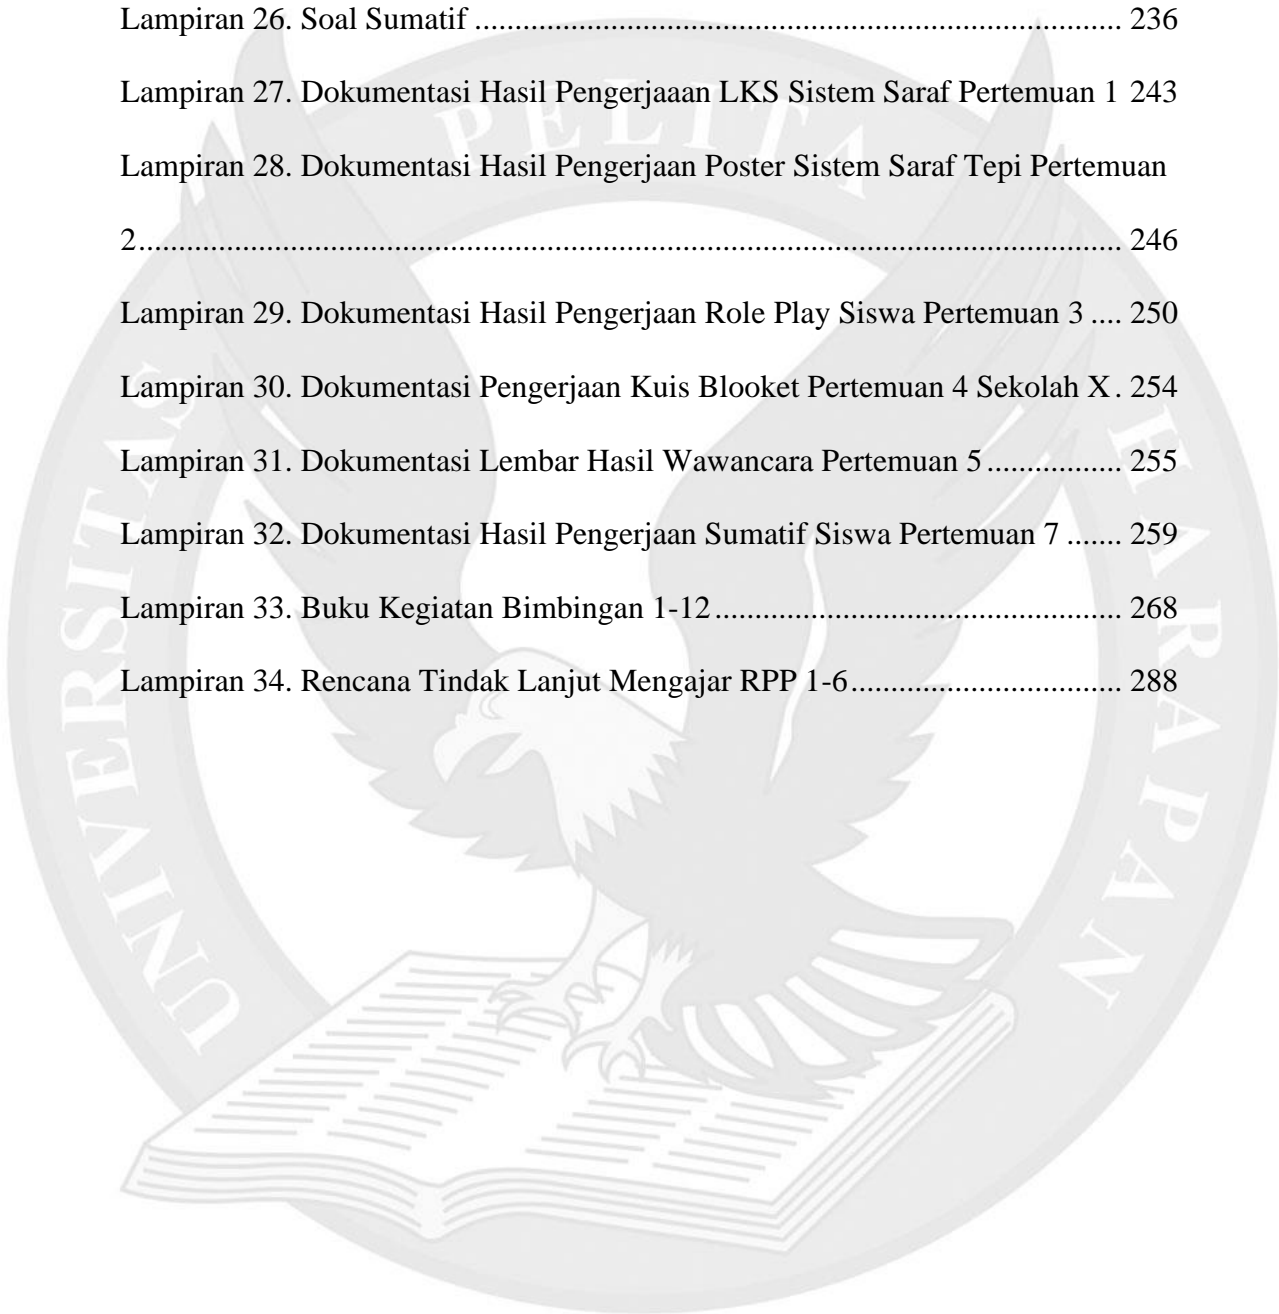 Lampiran 26. Soal Sumatif ................................................................................. 236
Lampiran 27. Dokumentasi Hasil Pengerjaaan LKS Sistem Saraf Pertemuan 1 243
Lampiran 28. Dokumentasi Hasil Pengerjaan Poster Sistem Saraf Tepi Pertemuan
2........................................................................................................................... 246
Lampiran 29. Dokumentasi Hasil Pengerjaan Role Play Siswa Pertemuan 3 .... 250
Lampiran 30. Dokumentasi Pengerjaan Kuis Blooket Pertemuan 4 Sekolah X. 254
Lampiran 31. Dokumentasi Lembar Hasil Wawancara Pertemuan 5................. 255
Lampiran 32. Dokumentasi Hasil Pengerjaan Sumatif Siswa Pertemuan 7 ....... 259
Lampiran 33. Buku Kegiatan Bimbingan 1-12................................................... 268
Lampiran 34. Rencana Tindak Lanjut Mengajar RPP 1-6.................................. 288
UNIVERSITAS PELITA HARAPAN